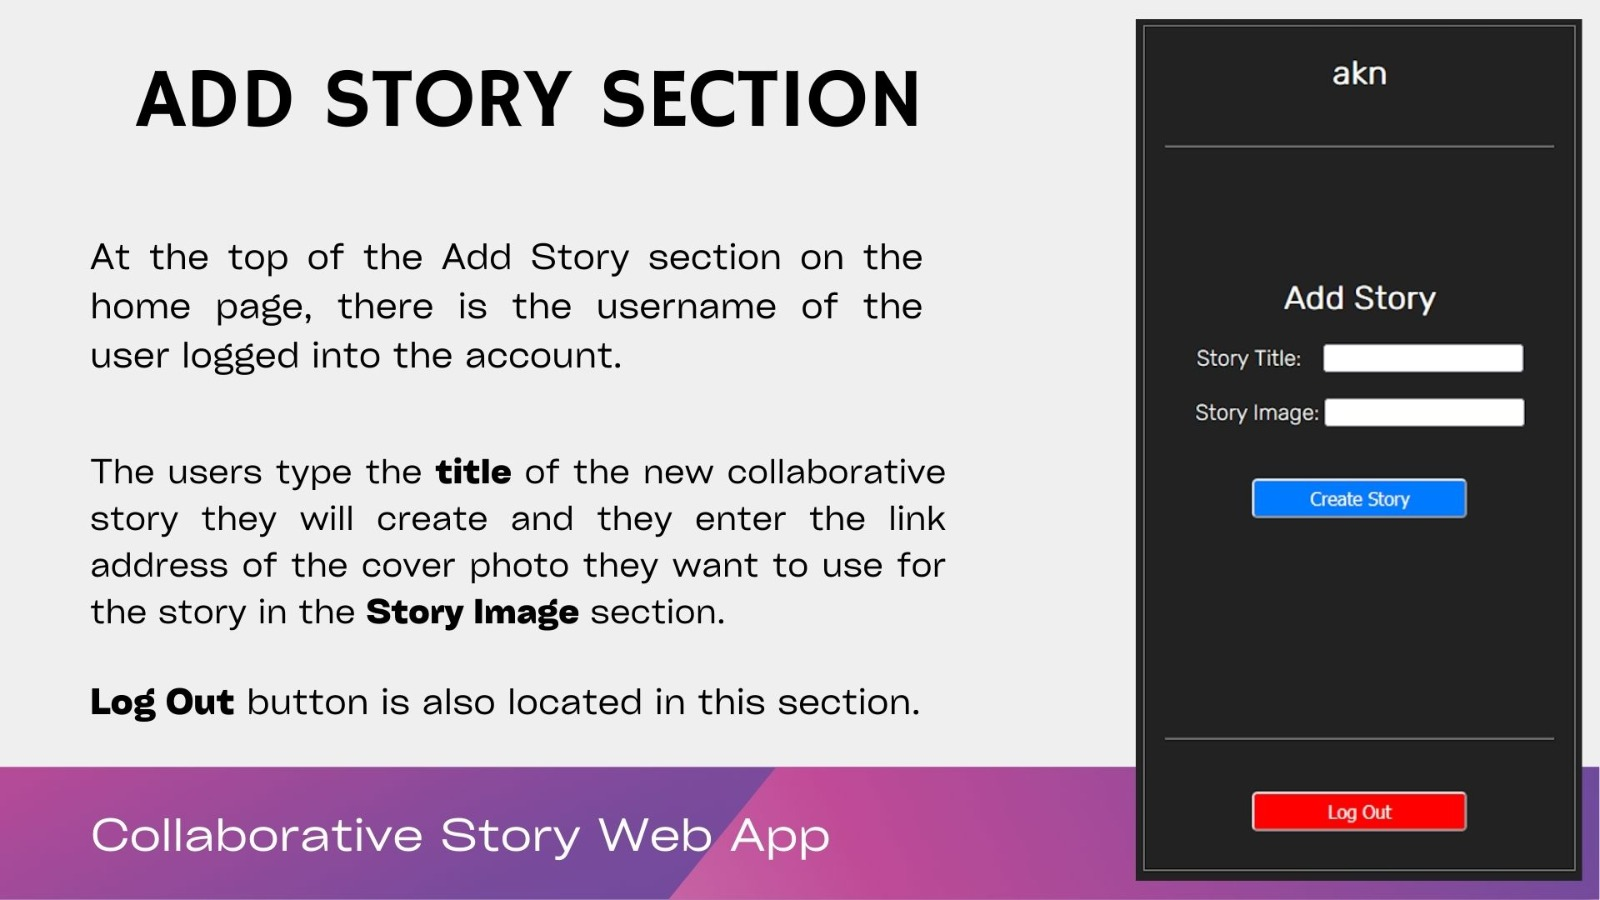 ADD STORY SECTION
At the top of the Add Story section on the
home page, there is the username of the
user logged into the account.
The users type the title of the new collaborative
story they will create and they enter the link
address of the cover photo they want to use for
the story in the Story Image section.
Log Out button is also located in this section.
Collaborative Story Web App
akn
Add Story
Story Title:
Story Image:
Create Story
Log Out